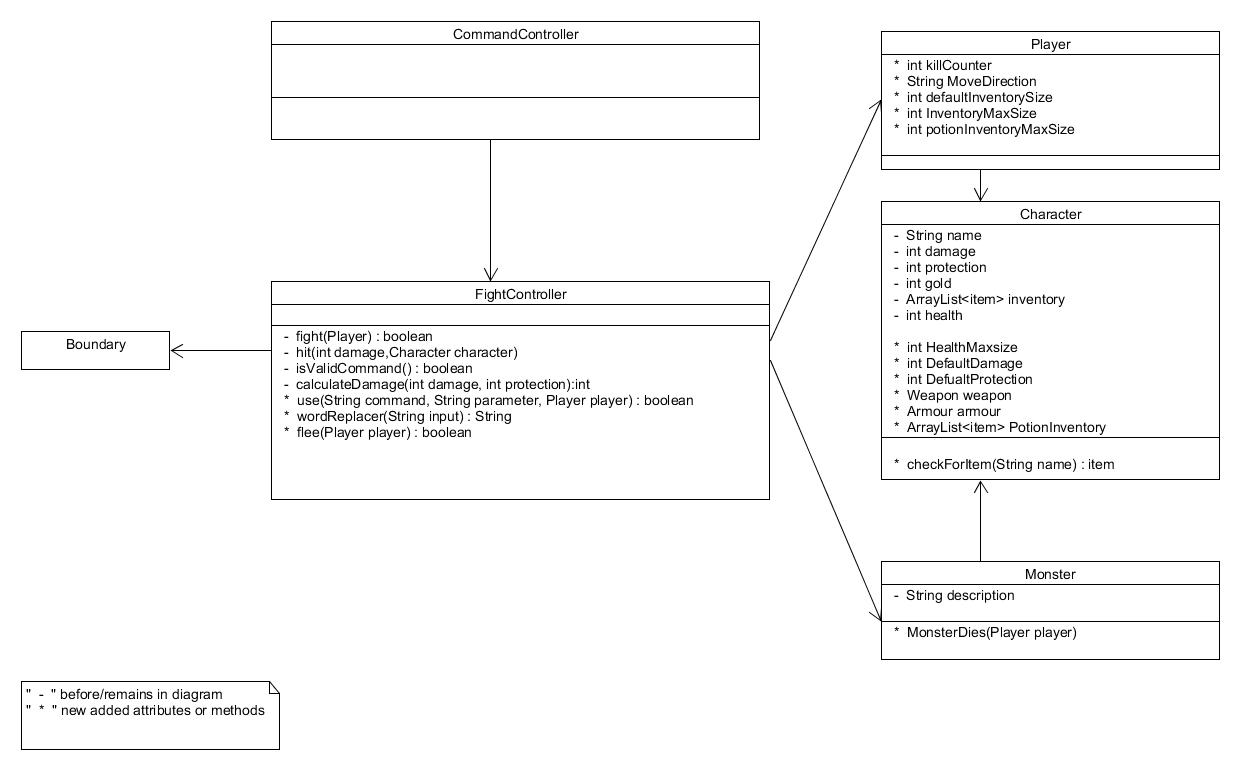 CommandController
Player
* int killCounter
* String MoveDirection
* int defaultInventorySize
* int InventoryMaxSize
* int potionInventoryMaxSize
Character
- String name
- int damage
- int protection
- int gold
- ArrayList<item> inventory
- int health
* int HealthMaxsize
* int DefaultDamage
* int DefualtProtection
* Weapon weapon
* Armour armour
* ArrayList<item> PotionInventory
* checkForItem(String name) : item
FightController
- fight(Player) : boolean
- hit(int damage,Character character)
- isValidCommand() : boolean
- calculateDamage(int damage, int protection):int
* use(String command, String parameter, Player player) : boolean
* wordReplacer(String input) : String
* flee(Player player) : boolean
Boundary
Monster
- String description
* MonsterDies(Player player)
" - " before/remains in diagram
" * " new added attributes or methods